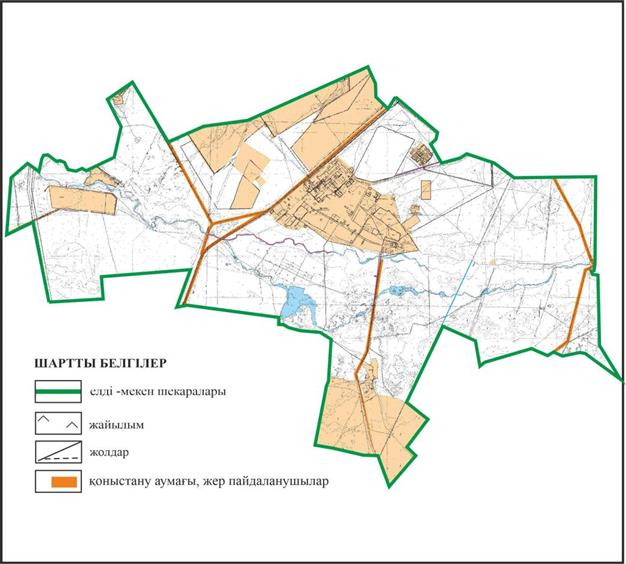 ШАРТТЫ БЕЛГІЛЕР
елді -мекен шекаралары
жайылым
жолдар
қоныстану аумағы, жер пайдаланушылар